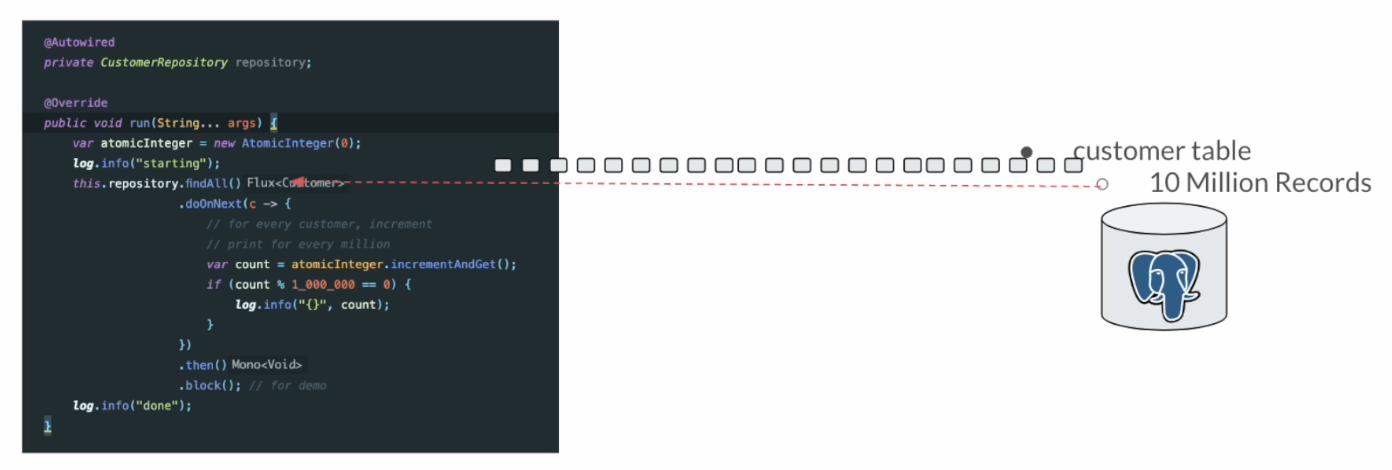 @Autowired
private CustomerRepository repository;
@Override
public void run(String... args) {
var atomicInteger = new AtomicInteger(0);
log.info("starting");
this.repository.findAll() Flux<Customer>
.doOnNext(c -> {
// for every customer, increment
// print for every million
var count = atomicInteger.incrementAndGet();
if (count % 1_000_000 == 0) {
log.info("{}", count);
}
})
.then() Mono<Void>
.block(); // for demo
log.info("done");
}
customer table
10 Million Records